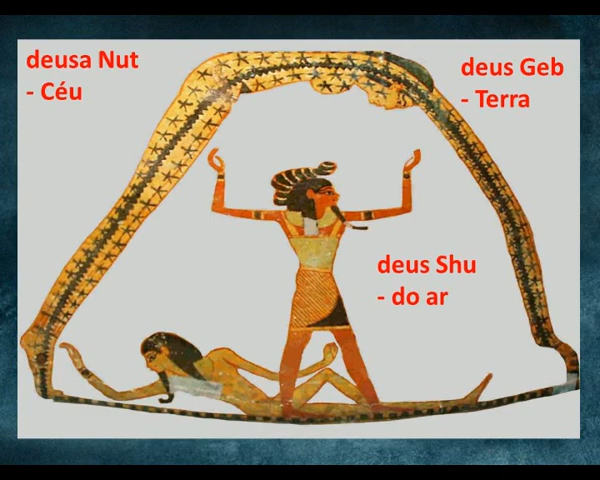 deusa Nut
- Céu
deus Geb
- Terra
deus Shu
- do ar